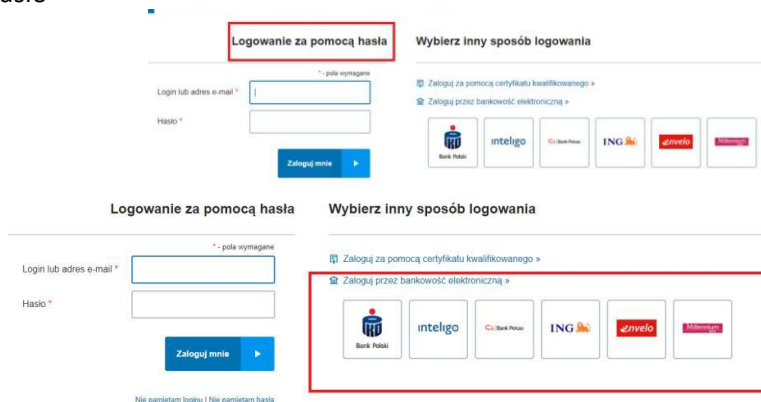 Logowanie za pomocą hasła
Wybierz inny sposób logowania
* - pola wymagane
Login lub adres e-mail *
Hasło *
Zaloguj mnie
Zaloguj za pomocą certyfikatu kwalifikowanego »
Zaloguj przez bankowość elektroniczną »
Bank Polski
inteligo
Bank Pekao
ING
envelo
Millennium
Logowanie za pomocą hasła
Wybierz inny sposób logowania
* - pola wymagane
Login lub adres e-mail *
Hasło *
Zaloguj mnie
Nie pamiętam loginu | Nie pamiętam hasła
Zaloguj za pomocą certyfikatu kwalifikowanego »
Zaloguj przez bankowość elektroniczną »
Bank Polski
inteligo
Bank Pekao
ING
envelo
Millennium